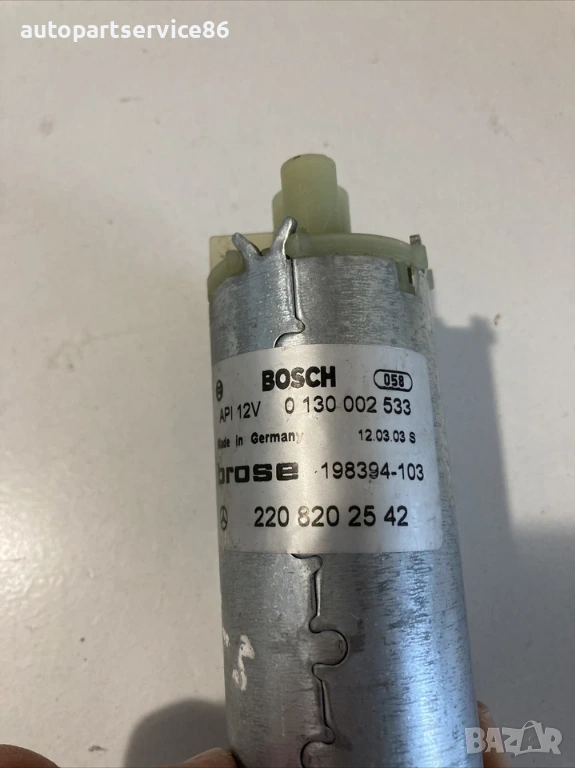 autopartservice86
BOSCH 058
API 12V 0 130 002 533
Made in Germany 12.03.03 S
brose 198394-103
220 820 25 42
BAZAR